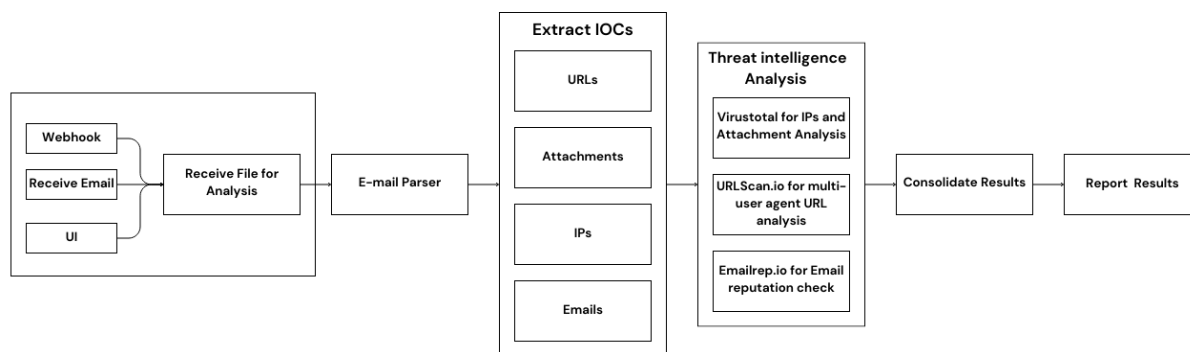 Webhook
Receive Email
UI
Receive File for
Analysis
E-mail Parser
Extract IOCs
URLs
Attachments
IPs
Emails
Threat intelligence
Analysis
Virustotal for IPs and
Attachment Analysis
URLScan.io for multi-
user agent URL
analysis
Emailrep.io for Email
reputation check
Consolidate Results
Report Results